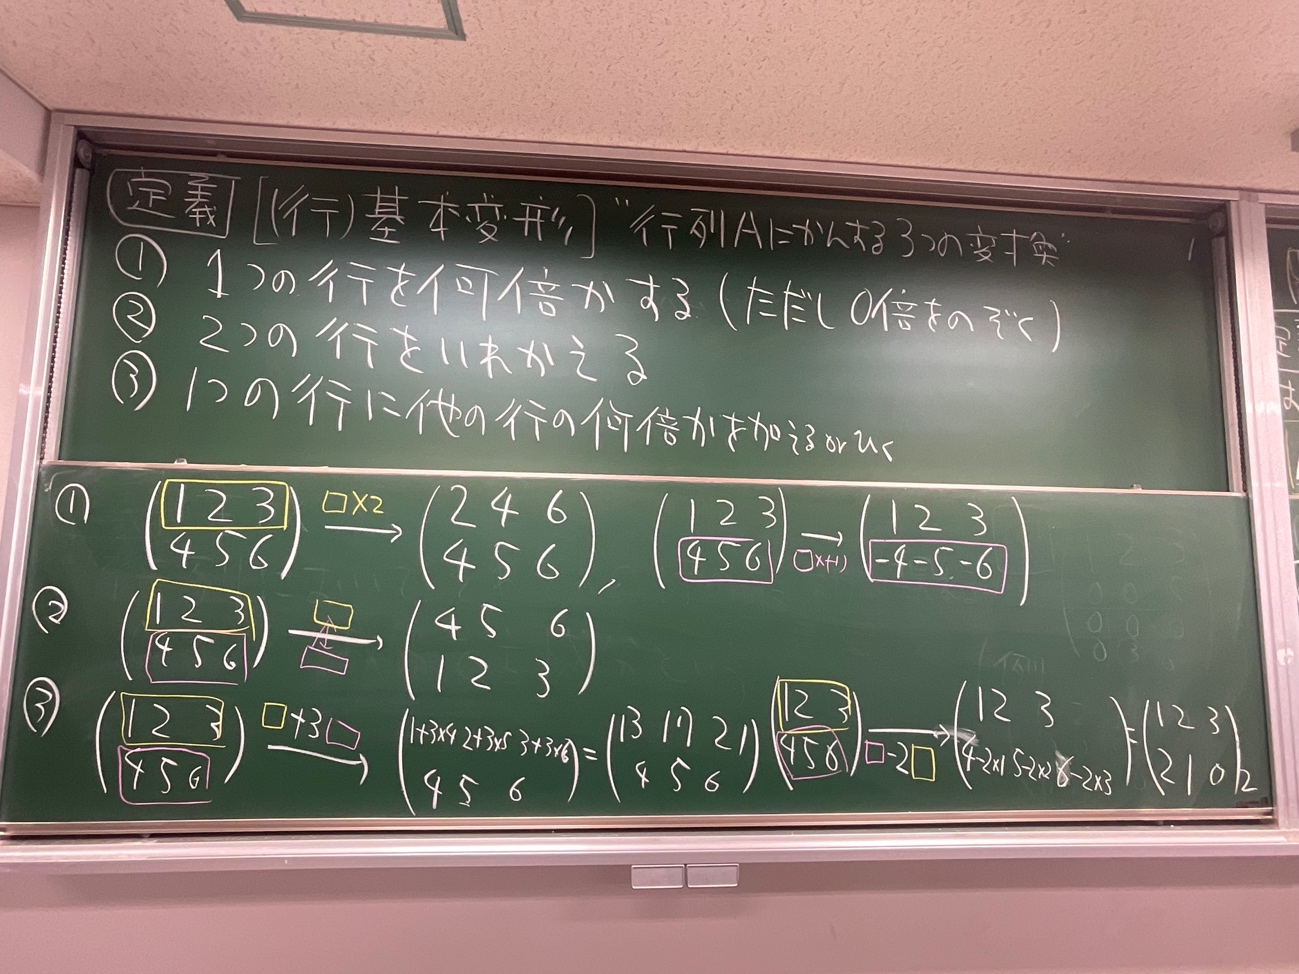 定義 [(行)基本変形] "行列Aにかんする3つの変換" 1
① 1つの行を何倍かする (ただし0倍をのぞく)
② 2つの行をいれかえる
③ 1つの行に他の行の何倍かを加えるorひく
① (1 2 3 □×2 (2 4 6 (1 2 3) → (1 2 3)
4 5 6) → 4 5 6), (4 5 6) □×(-1) (-4 -5 -6)
② (1 2 3) → (4 5 6)
(4 5 6) (1 2 3)
③ (1 2 3) □+3□ (1+3×4 2+3×5 3+3×6) = (13 17 21) (1 2 3) → (1 2 3) = (1 2 3)
(4 5 6) → (4 5 6) (4 5 6) (4 5 6) □-2□ (4-2×1 5-2×2 6-2×3) (2 1 0) 2